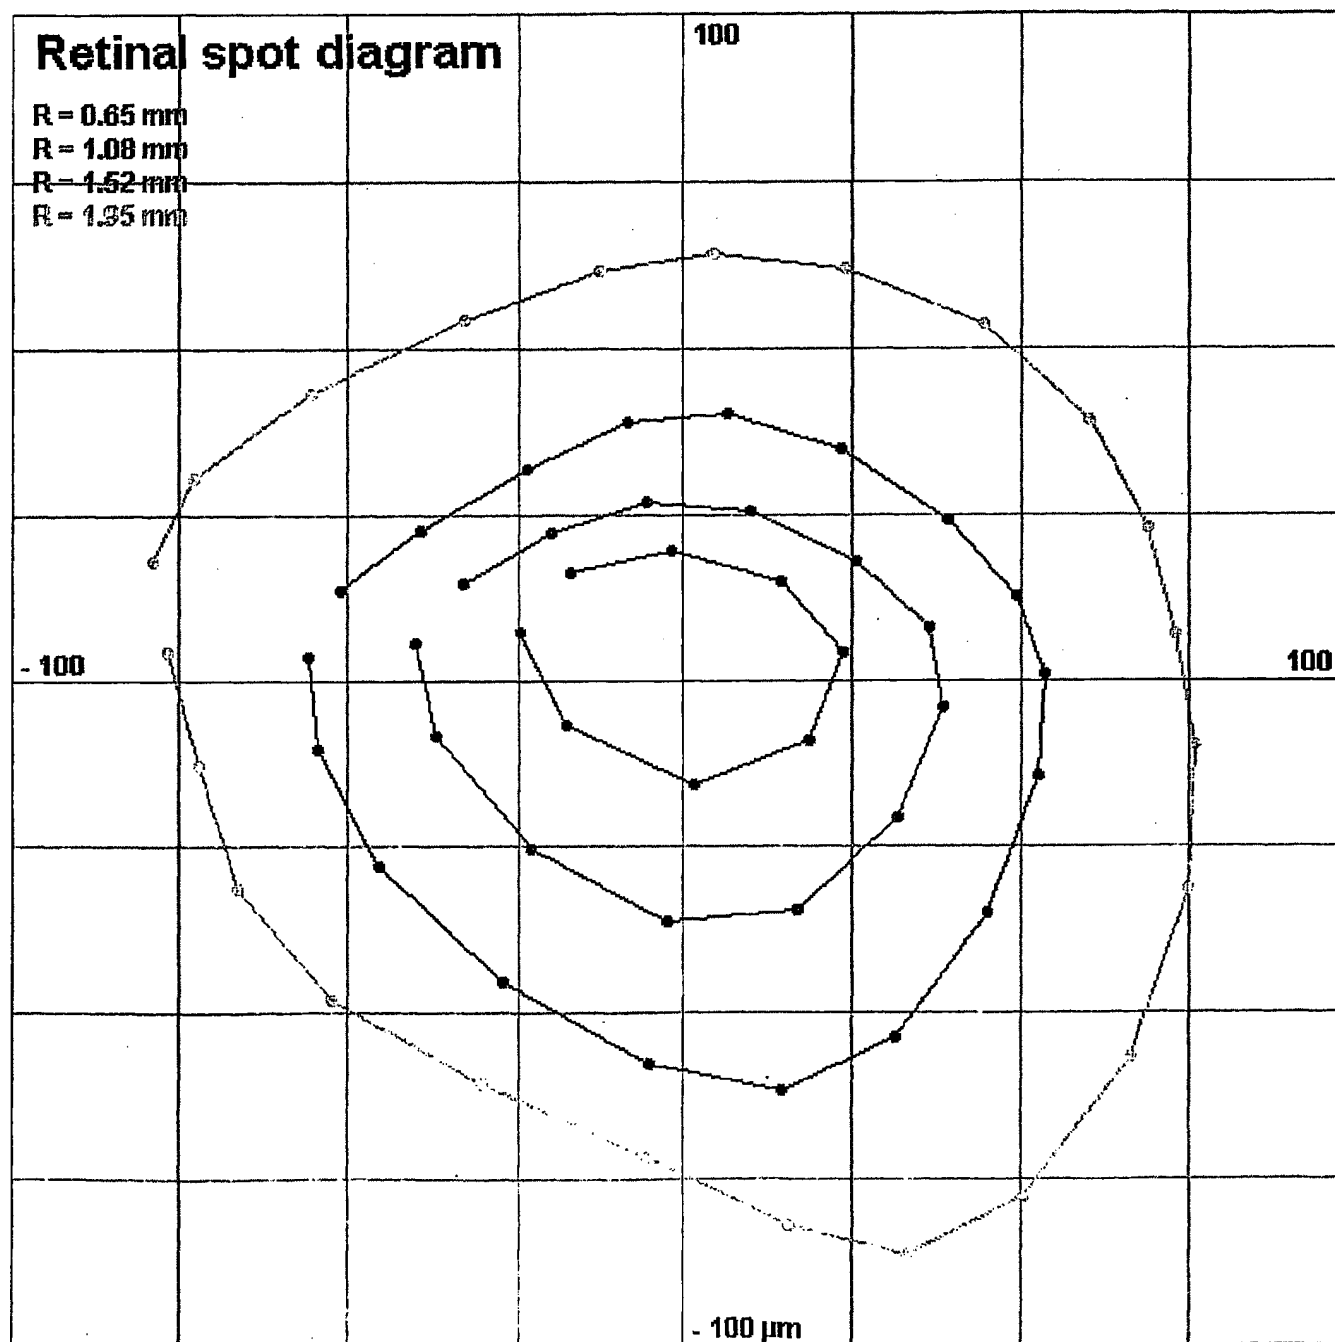 Retinal spot diagram
100
R = 0.65 mm
R = 1.08 mm
R = 1.52 mm
R = 1.95 mm
- 100
100
- 100 µm